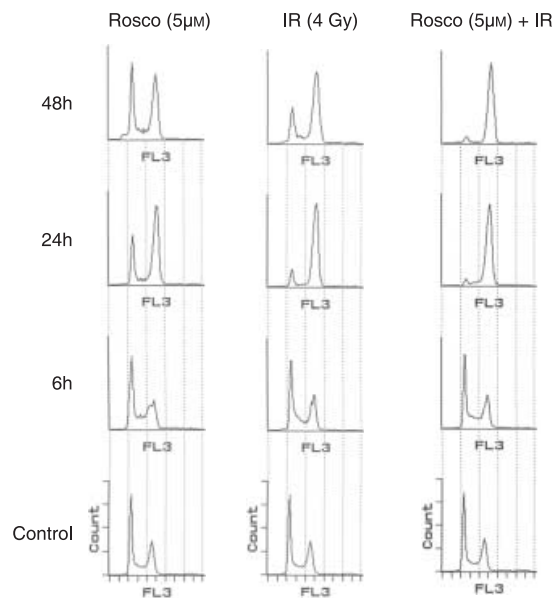 Rosco (5μM) IR (4 Gy) Rosco (5μM) + IR
48h
FL3 FL3 FL3
24h
FL3 FL3 FL3
6h
FL3 FL3 FL3
Control
Count Count Count
FL3 FL3 FL3